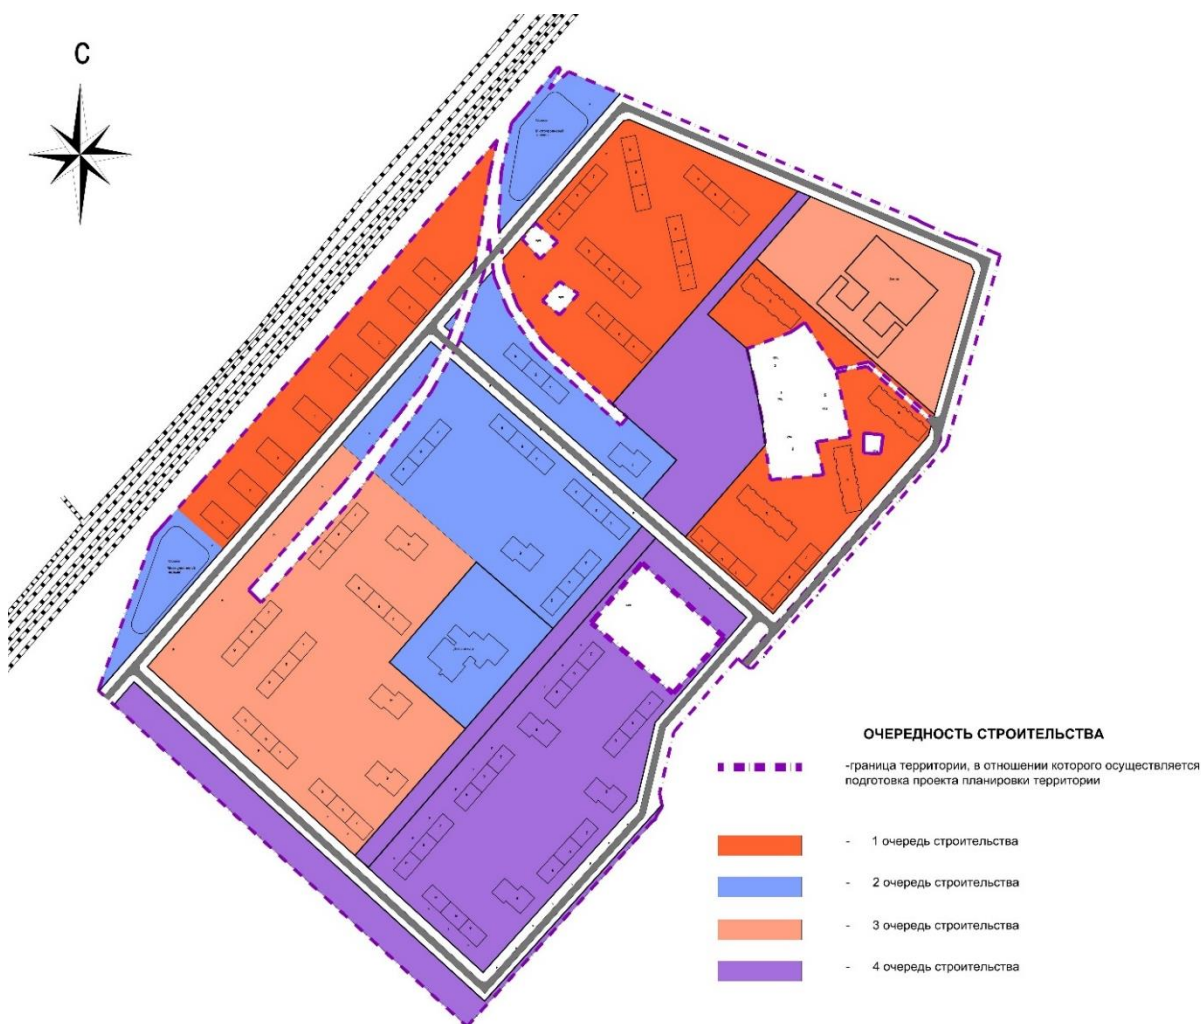 С
ОЧЕРЕДНОСТЬ СТРОИТЕЛЬСТВА
-граница территории, в отношении которого осуществляется
подготовка проекта планировки территории
- 1 очередь строительства
- 2 очередь строительства
- 3 очередь строительства
- 4 очередь строительства